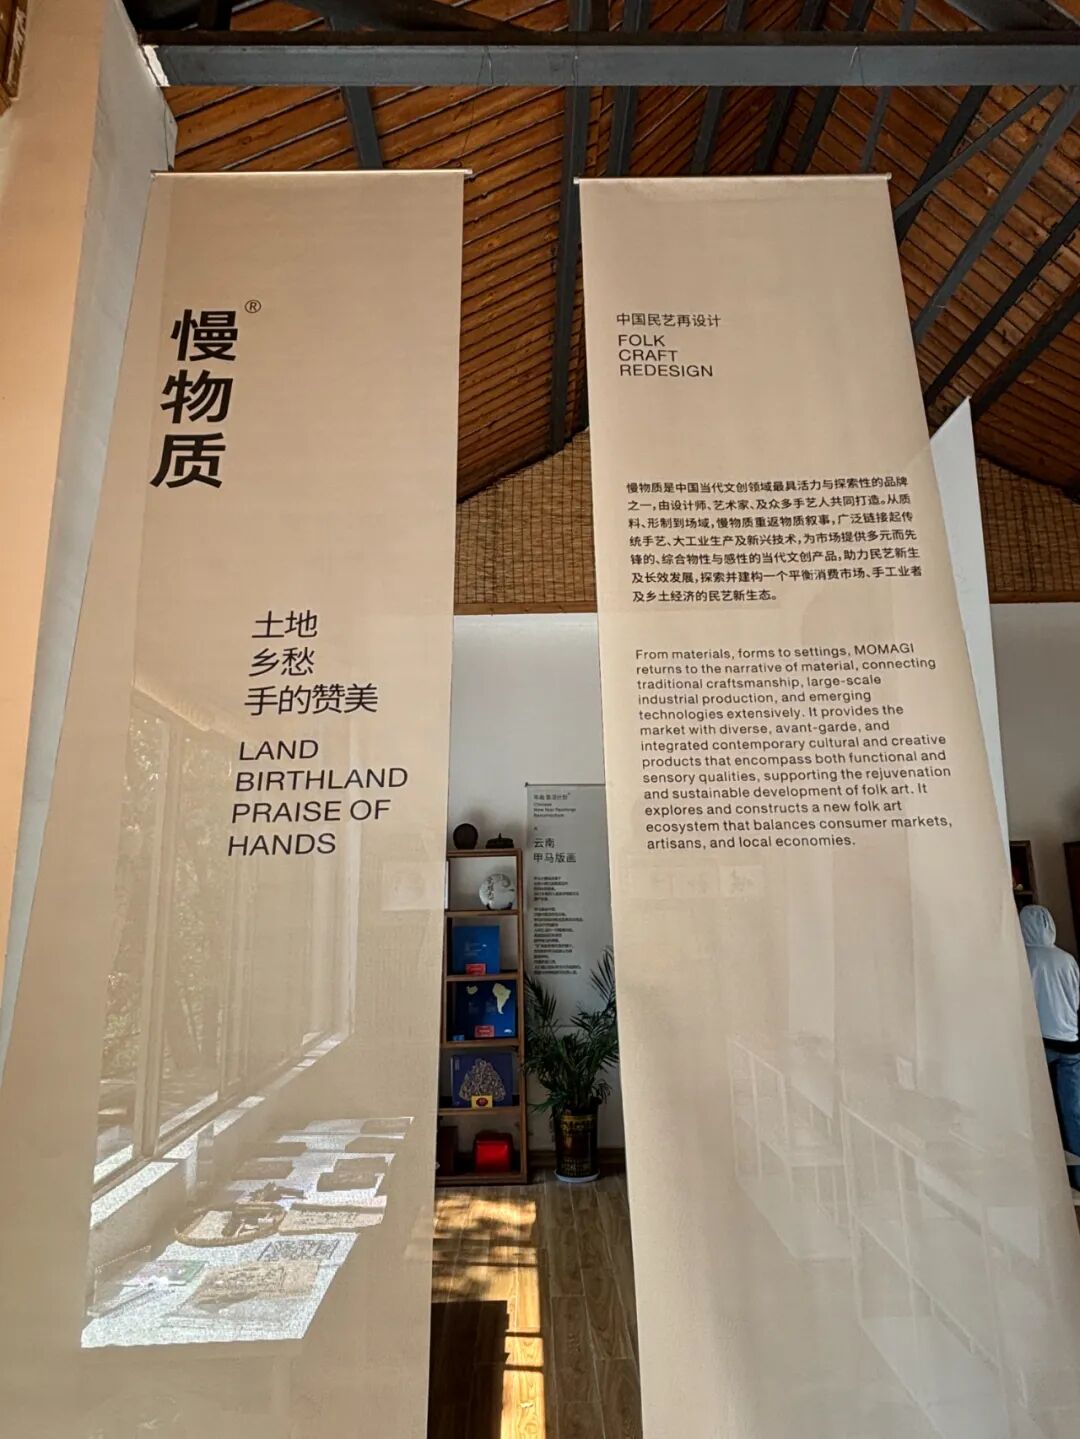 慢物质®
土地
乡愁
手的赞美
LAND
BIRTHLAND
PRAISE OF
HANDS
中国民艺再设计
FOLK
CRAFT
REDESIGN
慢物质是中国当代文创领域最具活力与探索性的品牌
之一，由设计师、艺术家、及众多手艺人共同打造。从质
料、形制到场域，慢物质重返物质叙事，广泛链接起传
统手艺、大工业生产及新兴技术，为市场提供多元而先
锋的、综合物性与感性的当代文创产品，助力民艺新生
及长效发展，探索并建构一个平衡消费市场、手工业者
及乡土经济的民艺新生态。
From materials, forms to settings, MOMAGI
returns to the narrative of material, connecting
traditional craftsmanship, large-scale
industrial production, and emerging
technologies extensively. It provides the
market with diverse, avant-garde, and
integrated contemporary cultural and creative
products that encompass both functional and
sensory qualities, supporting the rejuvenation
and sustainable development of folk art. It
explores and constructs a new folk art
ecosystem that balances consumer markets,
artisans, and local economies.
Chinese
New Year Paintings
云南
甲马版画